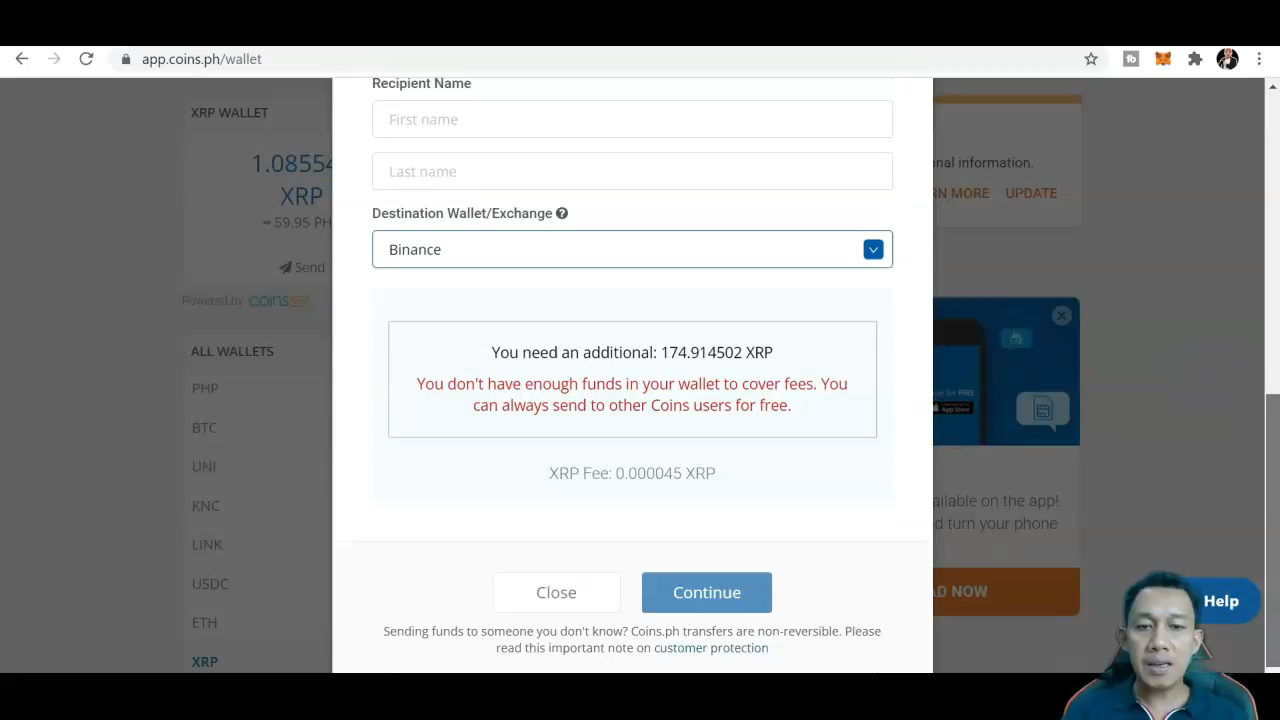 app.coins.ph/wallet
XRP WALLET
1.08554
XRP
59.95 PH
Send
Powered by coins
ALL WALLETS
PHP
BTC
UNI
KNC
LINK
USDC
ETH
XRP
Recipient Name
First name
Last name
Destination Wallet/Exchange
Binance
You need an additional: 174.914502 XRP
You don't have enough funds in your wallet to cover fees. You
can always send to other Coins users for free.
XRP Fee: 0.000045 XRP
Close
Continue
Sending funds to someone you don't know? Coins.ph transfers are non-reversible. Please
read this important note on customer protection
nal information.
RN MORE
UPDATE
for FREE
App Store
ailable on the app!
d turn your phone
AD NOW
Help